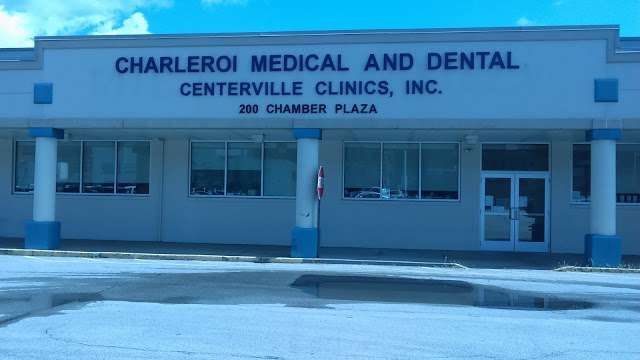 CHARLEROI MEDICAL AND DENTAL
CENTERVILLE CLINICS, INC.
200 CHAMBER PLAZA